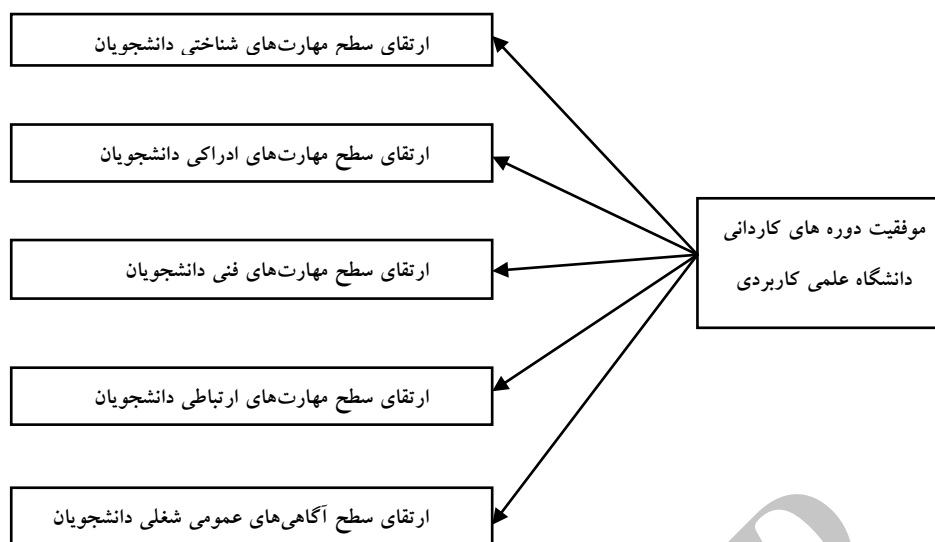 ارتقای سطح مهارت‌های شناختی دانشجویان
ارتقای سطح مهارت‌های ادراکی دانشجویان
موفقیت دوره های کاردانی
دانشگاه علمی کاربردی
ارتقای سطح مهارت‌های فنی دانشجویان
ارتقای سطح مهارت‌های ارتباطی دانشجویان
ارتقای سطح آگاهی‌های عمومی شغلی دانشجویان